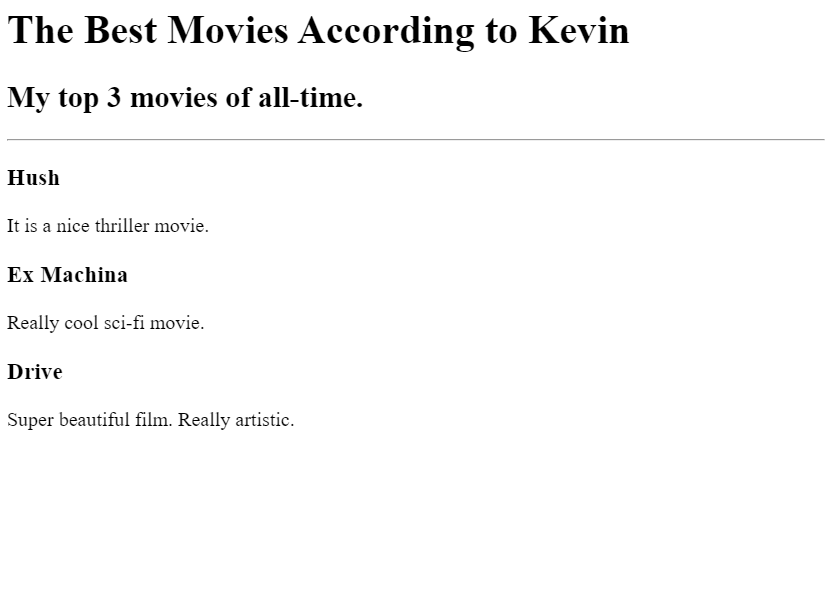 The Best Movies According to Kevin
My top 3 movies of all-time.
Hush
It is a nice thriller movie.
Ex Machina
Really cool sci-fi movie.
Drive
Super beautiful film. Really artistic.